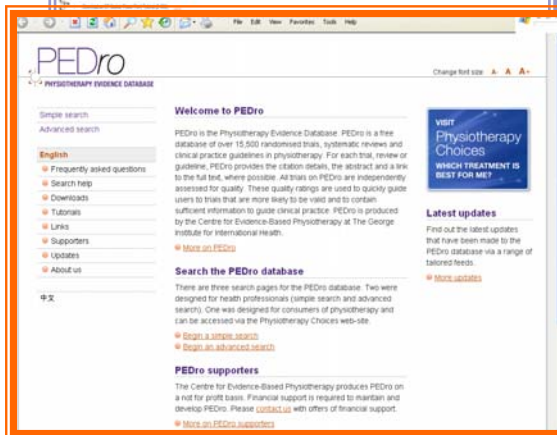 File Edit View Favorites Tools Help
PEDro
PHYSIOTHERAPY EVIDENCE DATABASE
Change font size: A- A A+
Simple search
Advanced search
English
Frequently asked questions
Search help
Downloads
Tutorials
Links
Supporters
Updates
About us
中文
Welcome to PEDro
PEDro is the Physiotherapy Evidence Database. PEDro is a free
database of over 15,500 randomised trials, systematic reviews and
clinical practice guidelines in physiotherapy. For each trial, review or
guideline, PEDro provides the citation details, the abstract and a link
to the full text, where possible. All trials on PEDro are independently
assessed for quality. These quality ratings are used to quickly guide
users to trials that are more likely to be valid and to contain
sufficient information to guide clinical practice. PEDro is produced
by the Centre for Evidence-Based Physiotherapy at The George
Institute for International Health.
More on PEDro
Search the PEDro database
There are three search pages for the PEDro database. Two were
designed for health professionals (simple search and advanced
search). One was designed for consumers of physiotherapy and
can be accessed via the Physiotherapy Choices web-site.
Begin a simple search
Begin an advanced search
PEDro supporters
The Centre for Evidence-Based Physiotherapy produces PEDro on
a not for profit basis. Financial support is required to maintain and
develop PEDro. Please contact us with offers of financial support.
More on PEDro supporters
VISIT
Physiotherapy
Choices
WHICH TREATMENT IS
BEST FOR ME?
Latest updates
Find out the latest updates
that have been made to the
PEDro database via a range of
tailored feeds.
More updates